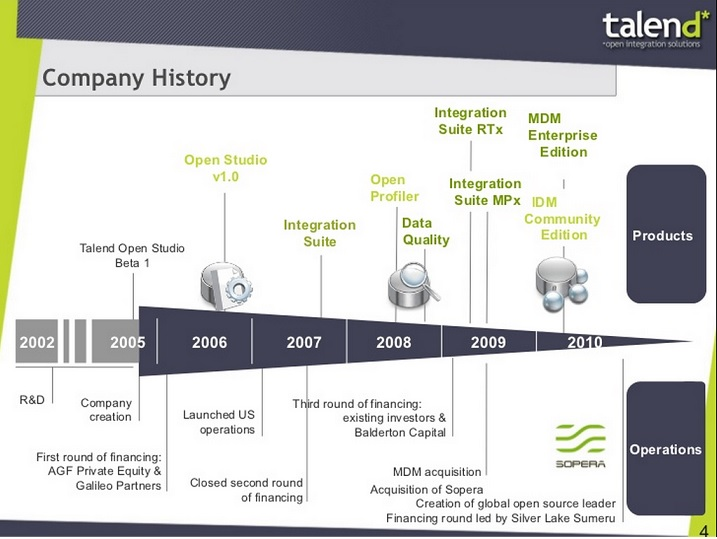 talend*
*open integration solutions
Company History
Integration
Suite RTx
MDM
Enterprise
Edition
Open Studio
v1.0
Open
Profiler
Integration
Suite MPx
IDM
Community
Edition
Integration
Suite
Data
Quality
Products
Talend Open Studio
Beta 1
2002 2005 2006 2007 2008 2009 2010
R&D
Company
creation
Launched US
operations
Third round of financing:
existing investors &
Balderton Capital
First round of financing:
AGF Private Equity &
Galileo Partners
Closed second round
of financing
MDM acquisition
Acquisition of Sopera
Creation of global open source leader
Financing round led by Silver Lake Sumeru
SOPERA
Operations
4